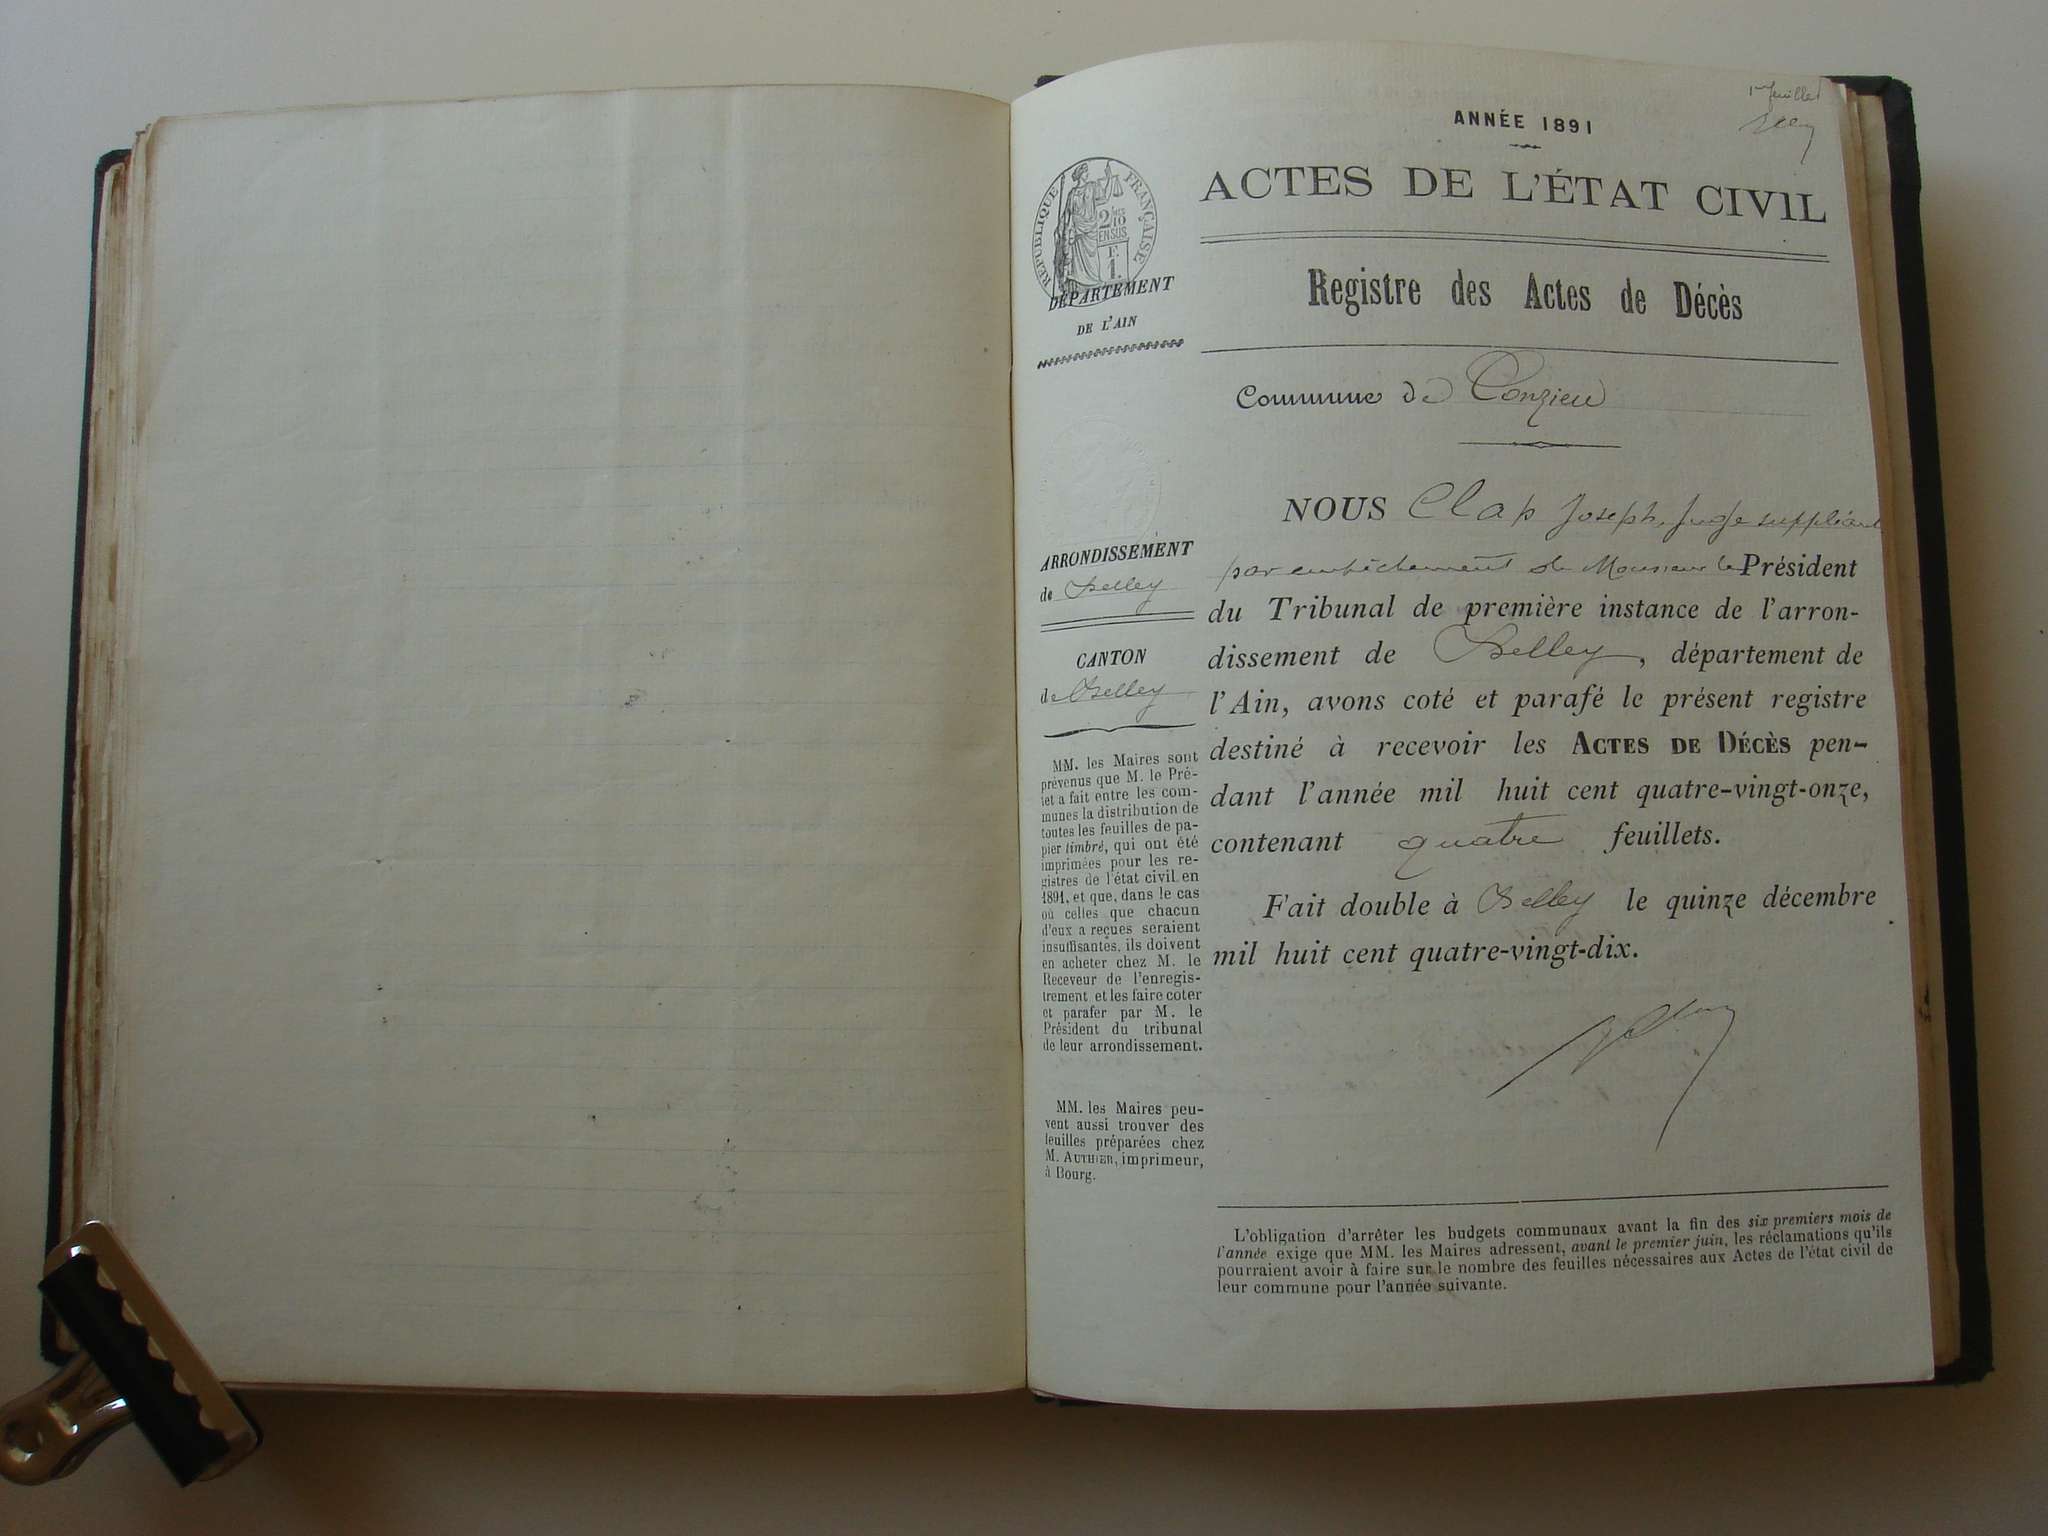 1er feuillet
ANNÉE 1891
ACTES DE L'ÉTAT CIVIL
RÉPUBLIQUE FRANÇAISE
2/10
EN SUS
F.
1.
DÉPARTEMENT
DE L'AIN
Registre des Actes de Décès
Commune de Conzieu
ARRONDISSEMENT
de Belley
CANTON
de Belley
MM. les Maires sont
prévenus que M. le Pré-
fet a fait entre les com-
munes la distribution de
toutes les feuilles de pa-
pier timbré, qui ont été
imprimées pour les re-
gistres de l'état civil en
1891, et que, dans le cas
où celles que chacun
d'eux a reçues seraient
insuffisantes, ils doivent
en acheter chez M. le
Receveur de l'enregis-
trement et les faire coter
et parafer par M. le
Président du tribunal
de leur arrondissement.
MM. les Maires peu-
vent aussi trouver des
feuilles préparées chez
M. AUTHIER, imprimeur,
à Bourg.
NOUS Clap Joseph, Juge suppléant
par empêchement de Monsieur le Président
du Tribunal de première instance de l'arron-
dissement de Belley, département de
l'Ain, avons coté et parafé le présent registre
destiné à recevoir les ACTES DE DÉCÈS pen-
dant l'année mil huit cent quatre-vingt-onze,
contenant quatre feuillets.
Fait double à Belley le quinze décembre
mil huit cent quatre-vingt-dix.
L'obligation d'arrêter les budgets communaux avant la fin des six premiers mois de
l'année exige que MM. les Maires adressent, avant le premier juin, les réclamations qu'ils
pourraient avoir à faire sur le nombre des feuilles nécessaires aux Actes de l'état civil de
leur commune pour l'année suivante.